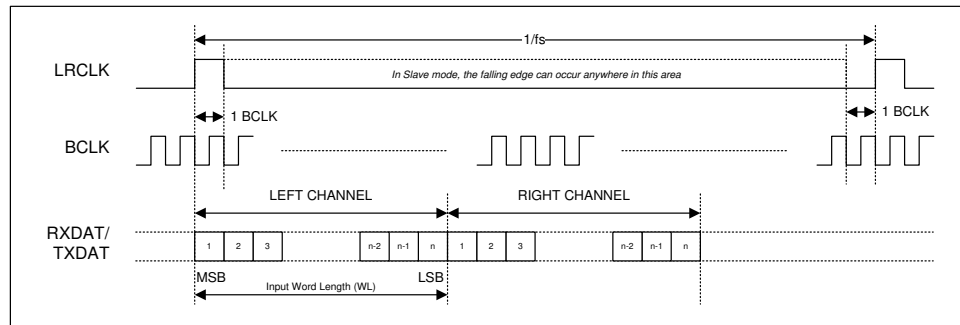 1/fs
LRCLK
In Slave mode, the falling edge can occur anywhere in this area
1 BCLK
1 BCLK
BCLK
LEFT CHANNEL
RIGHT CHANNEL
RXDAT/
TXDAT
1 2 3 n-2 n-1 n 1 2 3 n-2 n-1 n
MSB
LSB
Input Word Length (WL)